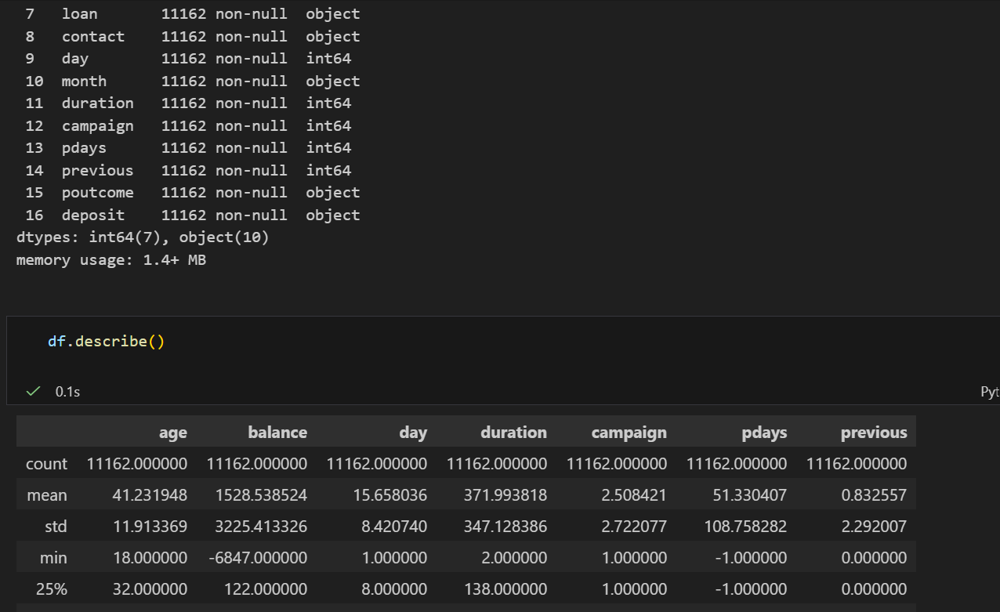 7 loan 11162 non-null object
8 contact 11162 non-null object
9 day 11162 non-null int64
10 month 11162 non-null object
11 duration 11162 non-null int64
12 campaign 11162 non-null int64
13 pdays 11162 non-null int64
14 previous 11162 non-null int64
15 poutcome 11162 non-null object
16 deposit 11162 non-null object
dtypes: int64(7), object(10)
memory usage: 1.4+ MB
df.describe()
0.1s Pyt
age balance day duration campaign pdays previous
count 11162.000000 11162.000000 11162.000000 11162.000000 11162.000000 11162.000000 11162.000000
mean 41.231948 1528.538524 15.658036 371.993818 2.508421 51.330407 0.832557
std 11.913369 3225.413326 8.420740 347.128386 2.722077 108.758282 2.292007
min 18.000000 -6847.000000 1.000000 2.000000 1.000000 -1.000000 0.000000
25% 32.000000 122.000000 8.000000 138.000000 1.000000 -1.000000 0.000000